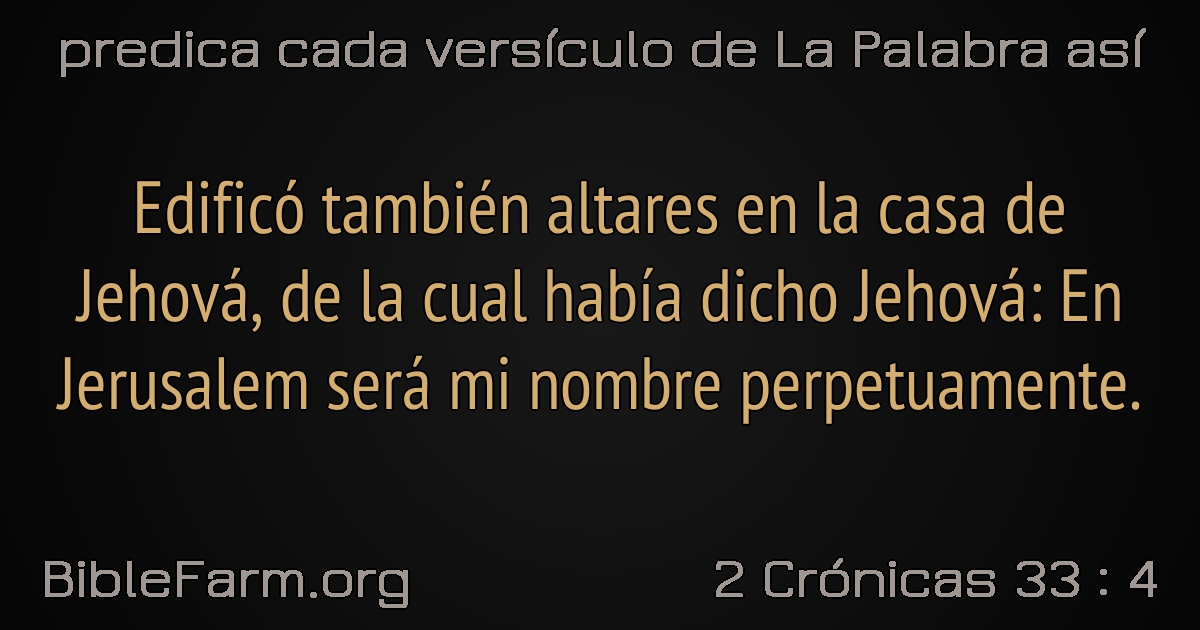 predica cada versículo de La Palabra así
Edificó también altares en la casa de
Jehová, de la cual había dicho Jehová: En
Jerusalem será mi nombre perpetuamente.
BibleFarm.org
2 Crónicas 33 : 4